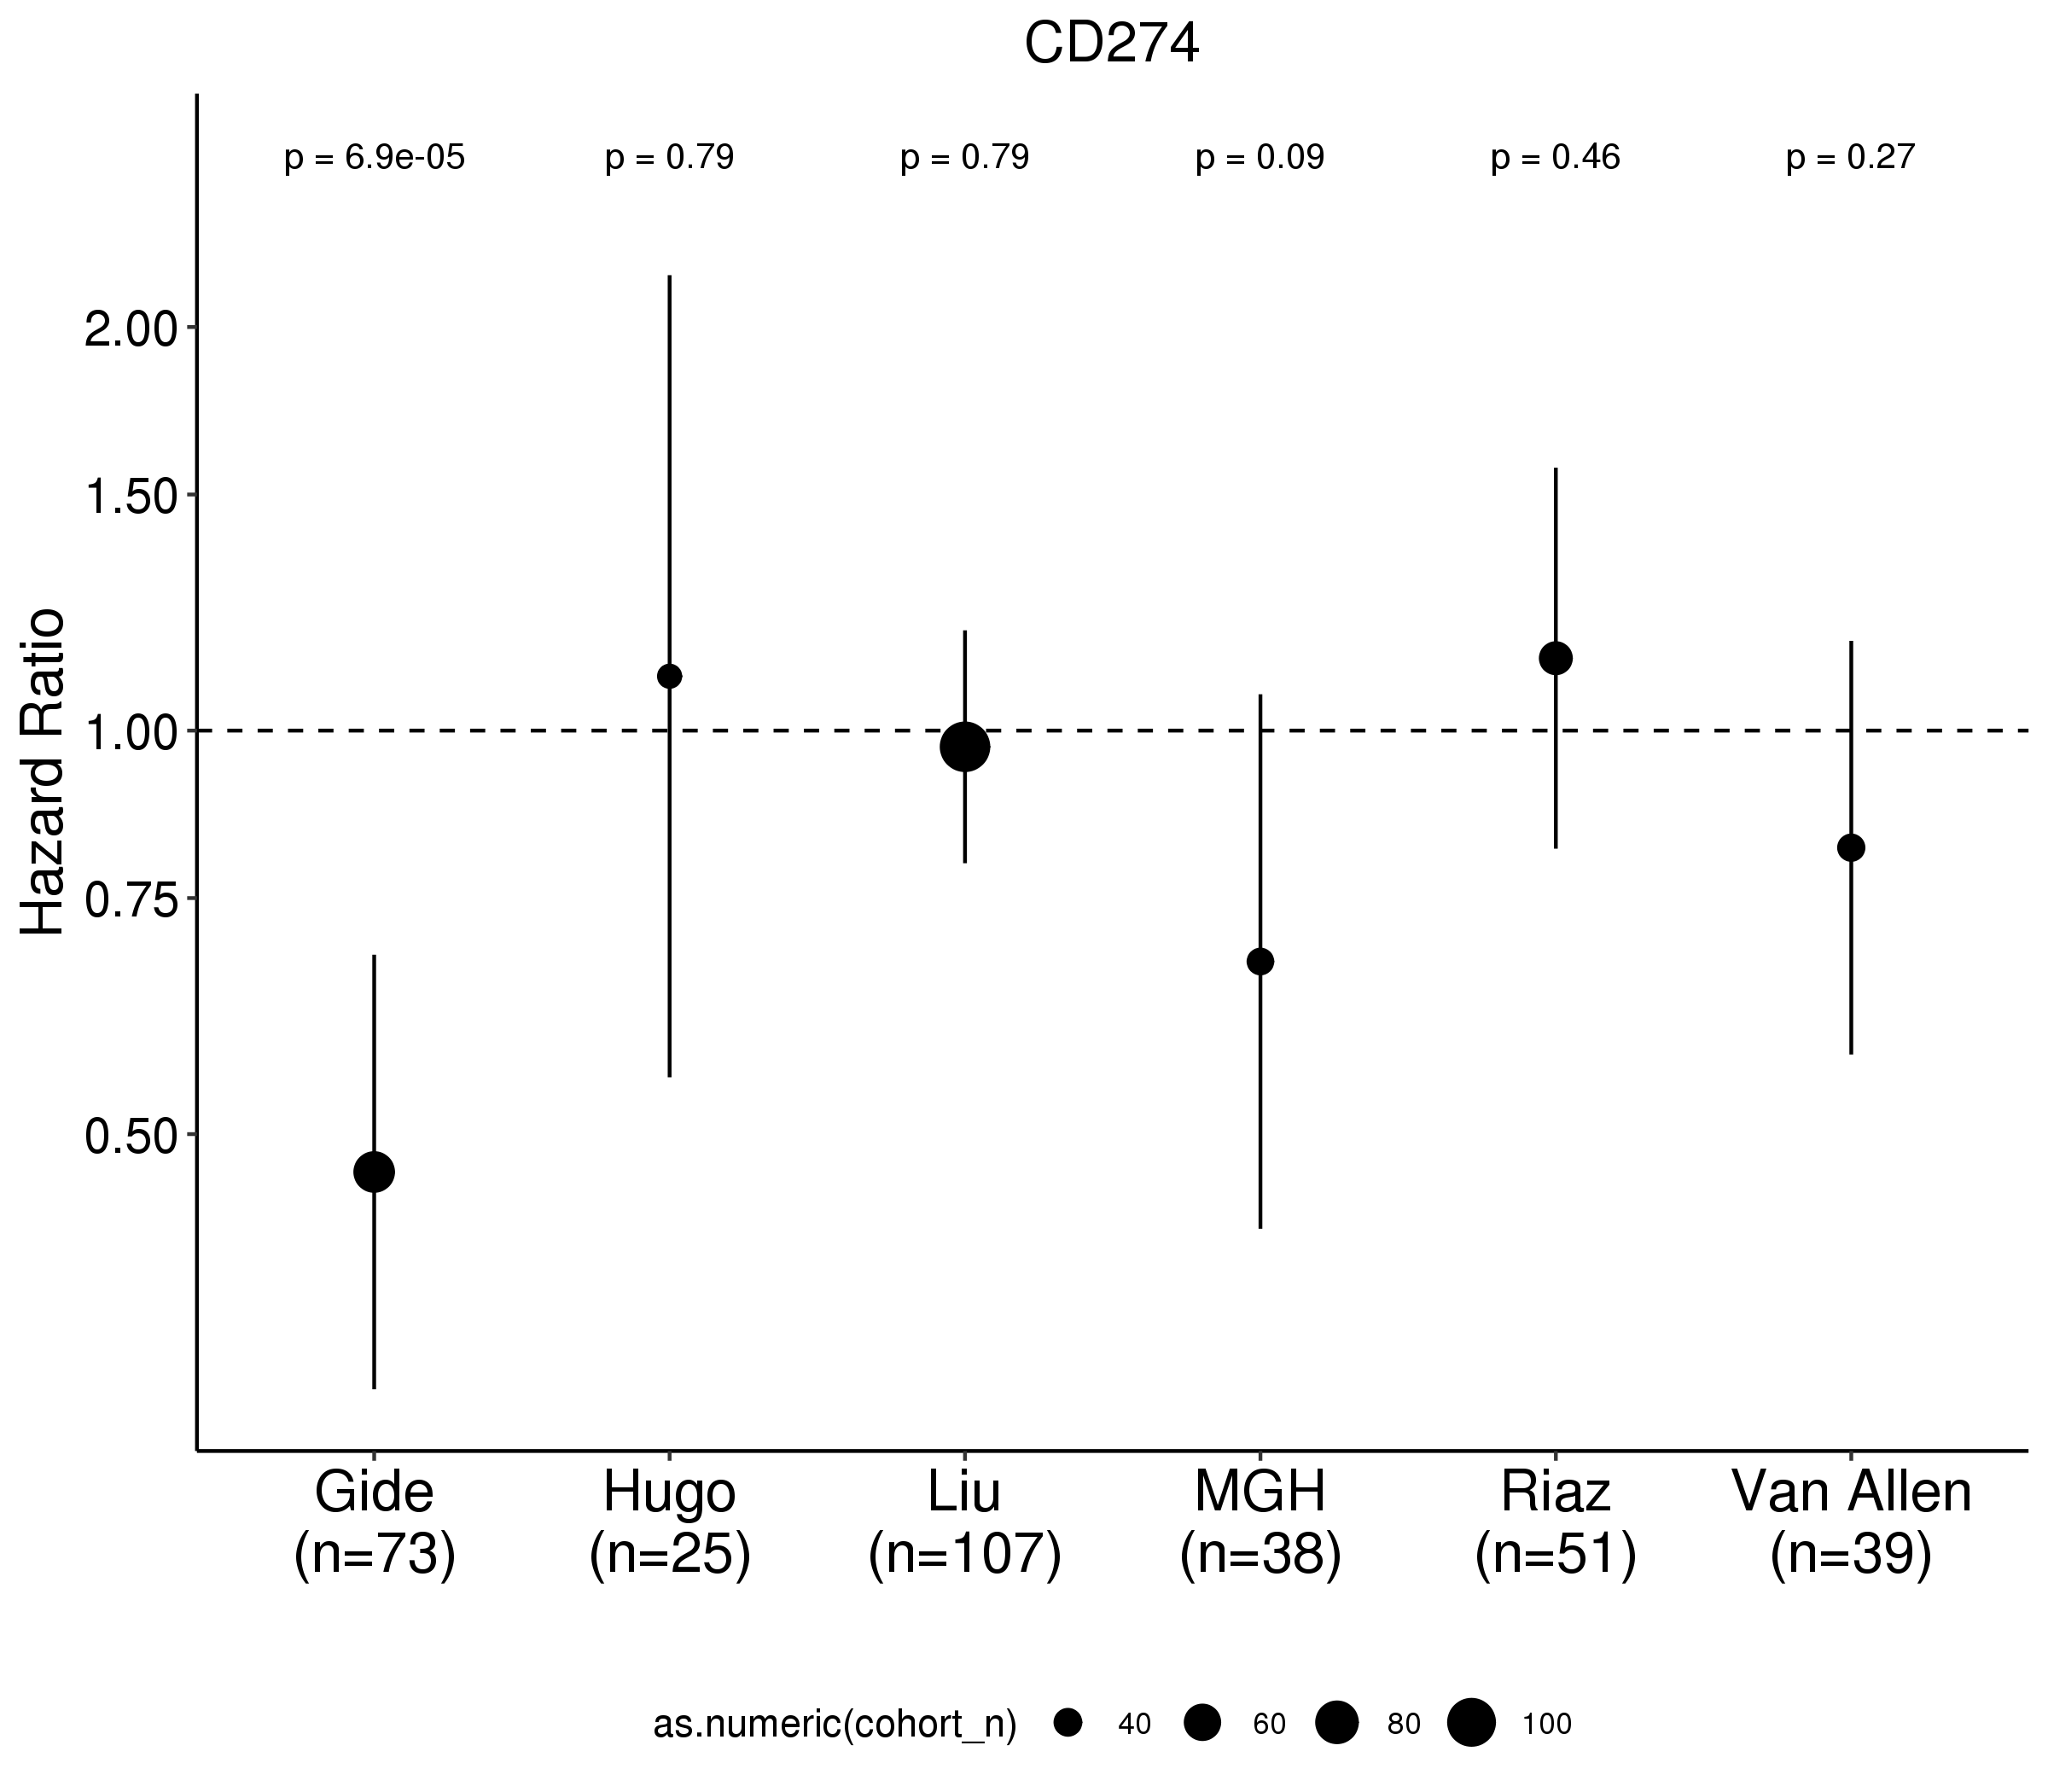 CD274
p = 6.9e-05 p = 0.79 p = 0.79 p = 0.09 p = 0.46 p = 0.27
Hazard Ratio
2.00
1.50
1.00
0.75
0.50
Gide Hugo Liu MGH Riaz Van Allen
(n=73) (n=25) (n=107) (n=38) (n=51) (n=39)
as.numeric(cohort_n) 40 60 80 100